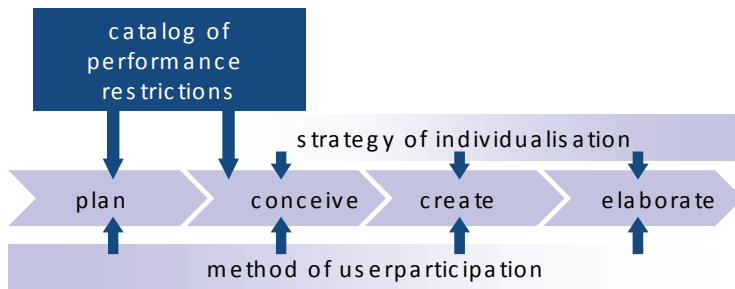 catalog of
performance
restrictions
strategy of individualisation
plan conceive create elaborate
method of userparticipation